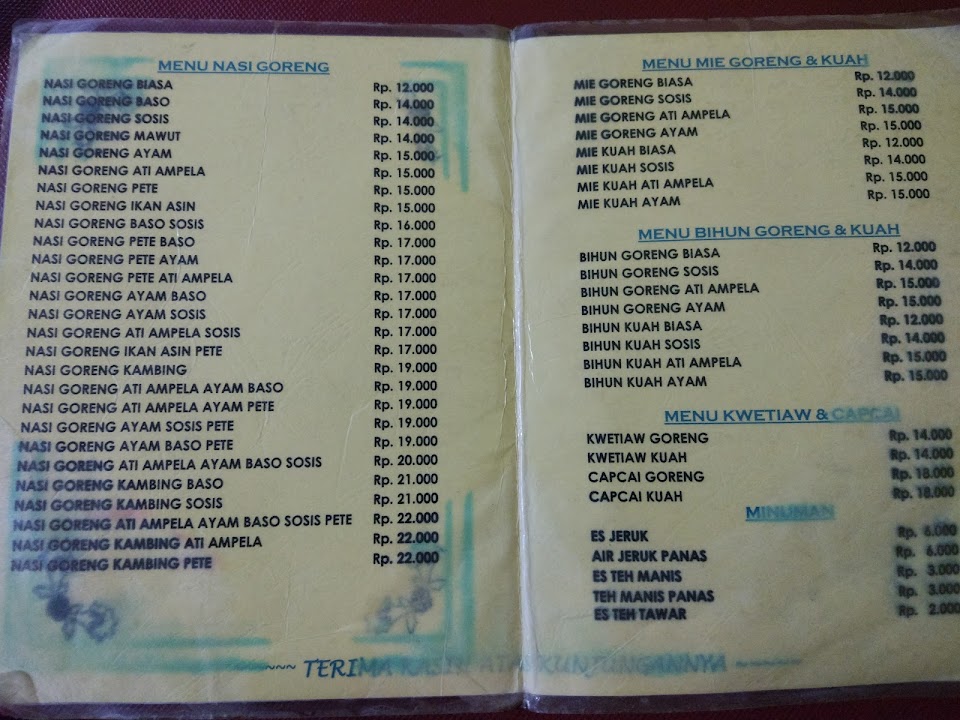 MENU NASI GORENG
NASI GORENG BIASA Rp. 12.000
NASI GORENG BASO Rp. 14.000
NASI GORENG SOSIS Rp. 14.000
NASI GORENG MAWUT Rp. 14.000
NASI GORENG AYAM Rp. 15.000
NASI GORENG ATI AMPELA Rp. 15.000
NASI GORENG PETE Rp. 15.000
NASI GORENG IKAN ASIN Rp. 15.000
NASI GORENG BASO SOSIS Rp. 16.000
NASI GORENG PETE BASO Rp. 17.000
NASI GORENG PETE AYAM Rp. 17.000
NASI GORENG PETE ATI AMPELA Rp. 17.000
NASI GORENG AYAM BASO Rp. 17.000
NASI GORENG AYAM SOSIS Rp. 17.000
NASI GORENG ATI AMPELA SOSIS Rp. 17.000
NASI GORENG IKAN ASIN PETE Rp. 17.000
NASI GORENG KAMBING Rp. 19.000
NASI GORENG ATI AMPELA AYAM BASO Rp. 19.000
NASI GORENG ATI AMPELA AYAM PETE Rp. 19.000
NASI GORENG AYAM SOSIS PETE Rp. 19.000
NASI GORENG AYAM BASO PETE Rp. 19.000
NASI GORENG ATI AMPELA AYAM BASO SOSIS Rp. 20.000
NASI GORENG KAMBING BASO Rp. 21.000
NASI GORENG KAMBING SOSIS Rp. 21.000
NASI GORENG ATI AMPELA AYAM BASO SOSIS PETE Rp. 22.000
NASI GORENG KAMBING ATI AMPELA Rp. 22.000
NASI GORENG KAMBING PETE Rp. 22.000
MENU MIE GORENG & KUAH
MIE GORENG BIASA Rp. 12.000
MIE GORENG SOSIS Rp. 14.000
MIE GORENG ATI AMPELA Rp. 15.000
MIE GORENG AYAM Rp. 15.000
MIE KUAH BIASA Rp. 12.000
MIE KUAH SOSIS Rp. 14.000
MIE KUAH ATI AMPELA Rp. 15.000
MIE KUAH AYAM Rp. 15.000
MENU BIHUN GORENG & KUAH
BIHUN GORENG BIASA Rp. 12.000
BIHUN GORENG SOSIS Rp. 14.000
BIHUN GORENG ATI AMPELA Rp. 15.000
BIHUN GORENG AYAM Rp. 15.000
BIHUN KUAH BIASA Rp. 12.000
BIHUN KUAH SOSIS Rp. 14.000
BIHUN KUAH ATI AMPELA Rp. 15.000
BIHUN KUAH AYAM Rp. 15.000
MENU KWETIAW & CAPCAI
KWETIAW GORENG Rp. 14.000
KWETIAW KUAH Rp. 14.000
CAPCAI GORENG Rp. 18.000
CAPCAI KUAH Rp. 18.000
MINUMAN
ES JERUK Rp. 6.000
AIR JERUK PANAS Rp. 6.000
ES TEH MANIS Rp. 3.000
TEH MANIS PANAS Rp. 3.000
ES TEH TAWAR Rp. 2.000
~~~ TERIMA KASIH ATAS KUNJUNGANNYA ~~~~~